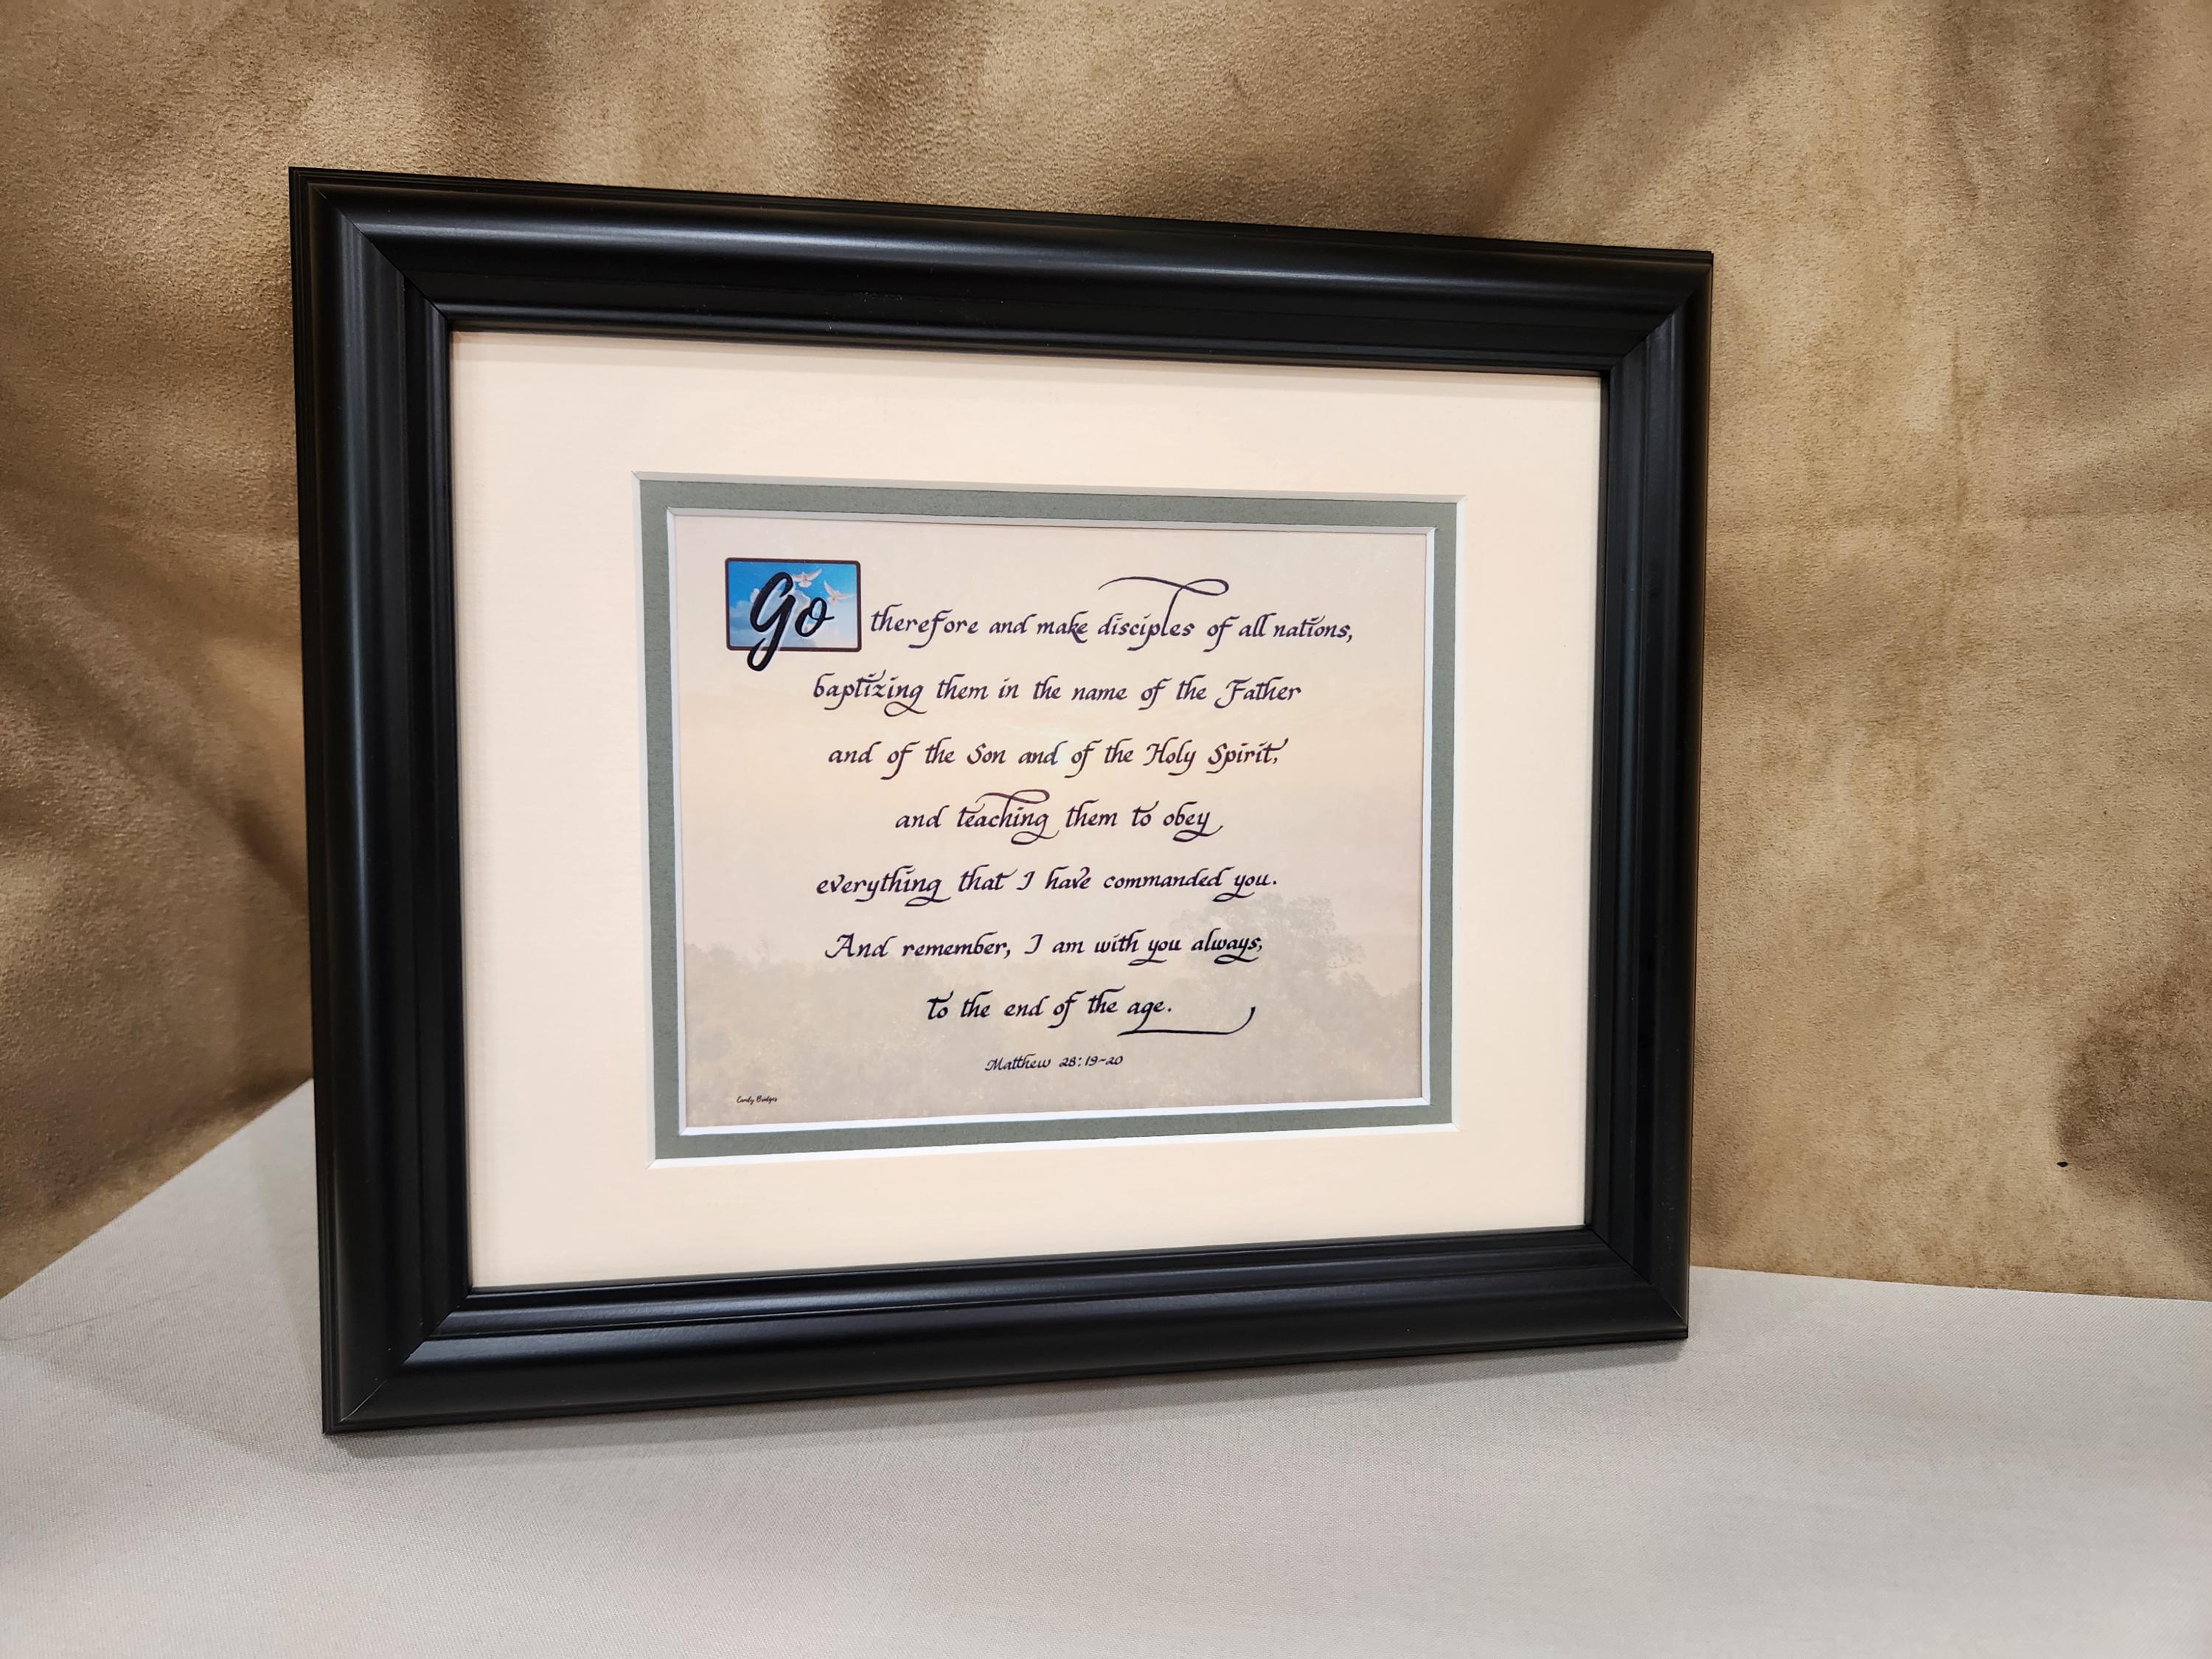 Go therefore and make disciples of all nations,
baptizing them in the name of the Father
and of the Son and of the Holy Spirit,
and teaching them to obey
everything that I have commanded you.
And remember, I am with you always,
to the end of the age.
Matthew 28:19-20
Candy Bridges